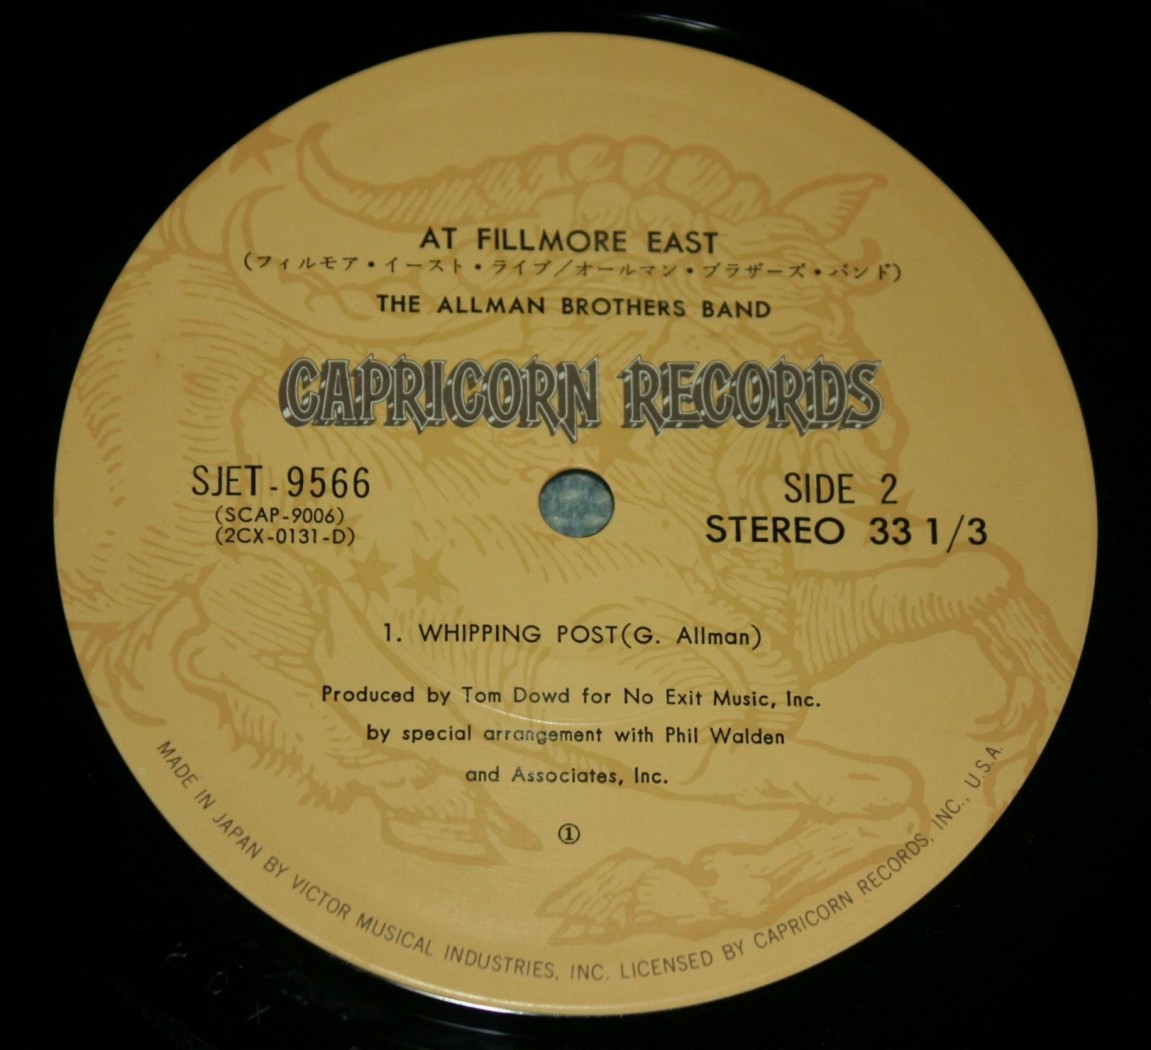 AT FILLMORE EAST
(フィルモア・イースト・ライブ／オールマン・ブラザーズ・バンド)
THE ALLMAN BROTHERS BAND
CAPRICORN RECORDS
SJET-9566
(SCAP-9006)
(2CX-0131-D)
SIDE 2
STEREO 33 1/3
1. WHIPPING POST(G. Allman)
Produced by Tom Dowd for No Exit Music, Inc.
by special arrangement with Phil Walden
and Associates, Inc.
①
MADE IN JAPAN BY VICTOR MUSICAL INDUSTRIES, INC. LICENSED BY CAPRICORN RECORDS, INC., U.S.A.